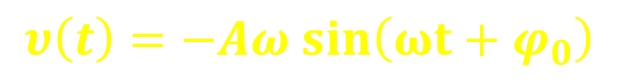 v(t) = −Aω sin(ωt + φ₀)